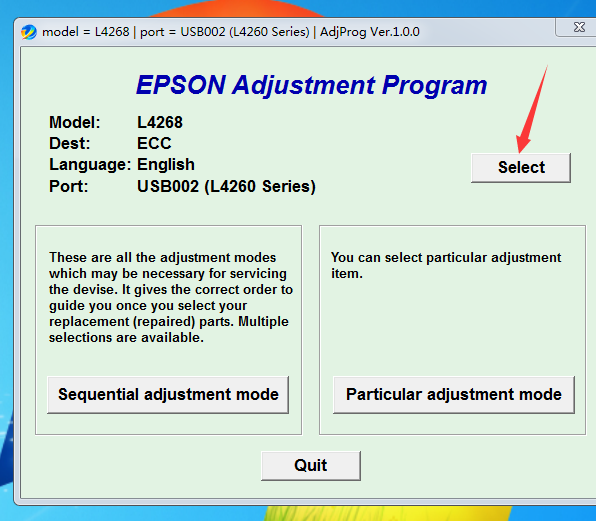 model = L4268 | port = USB002 (L4260 Series) | AdjProg Ver.1.0.0
EPSON Adjustment Program
Model: L4268
Dest: ECC
Language: English
Port: USB002 (L4260 Series)
Select
These are all the adjustment modes
which may be necessary for servicing
the devise. It gives the correct order to
guide you once you select your
replacement (repaired) parts. Multiple
selections are available.
Sequential adjustment mode
You can select particular adjustment
item.
Particular adjustment mode
Quit